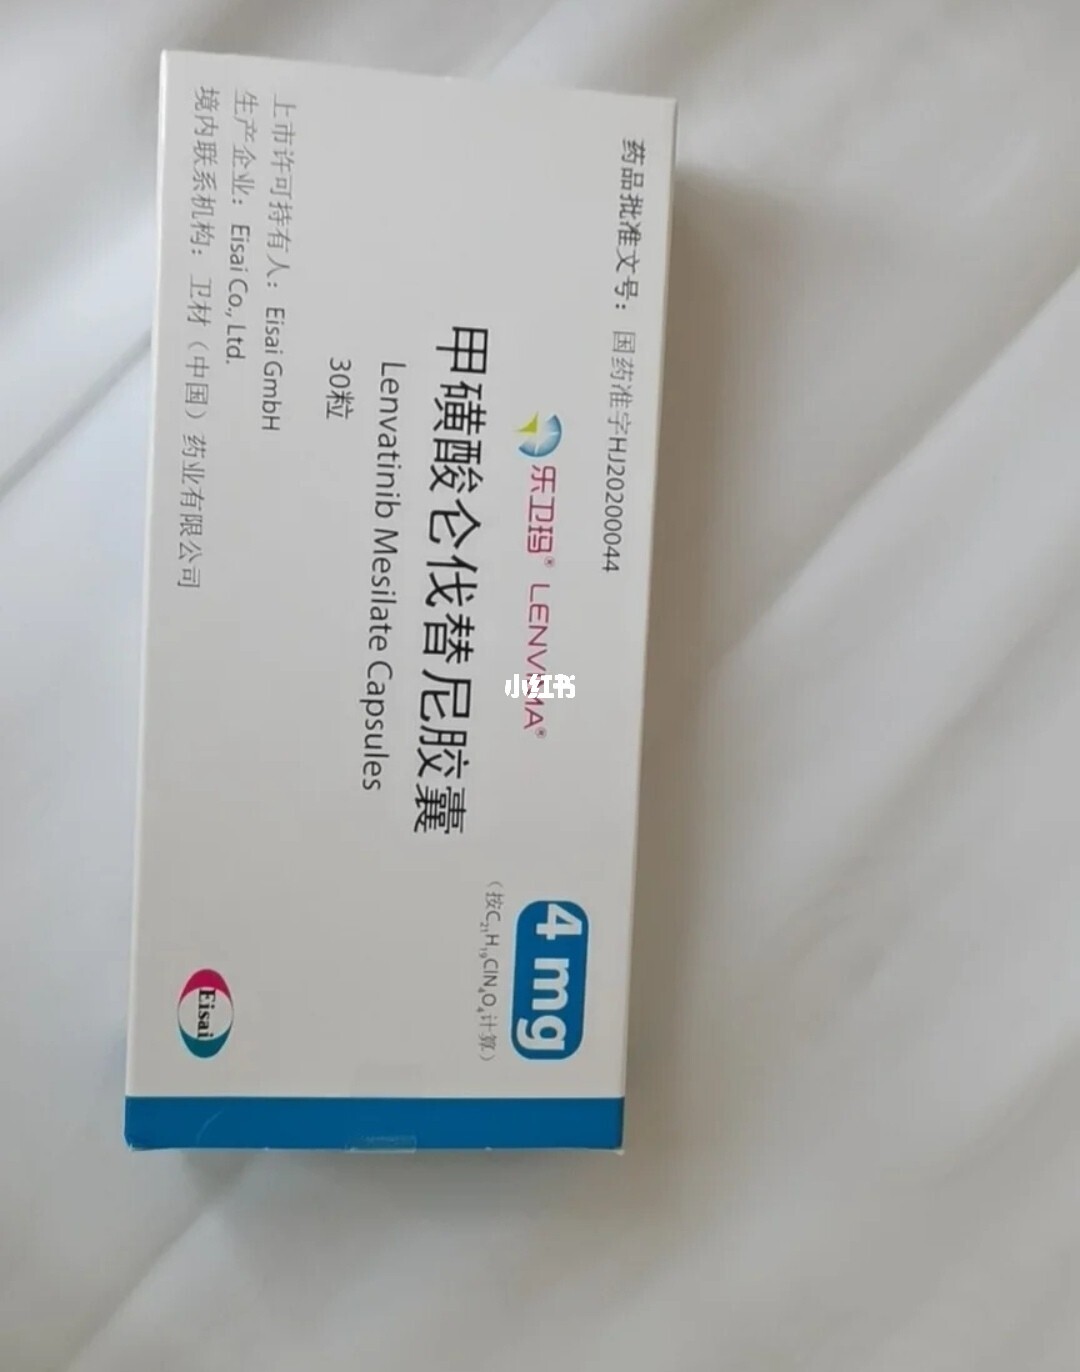 药品批准文号：国药准字HJ20200044
乐卫玛® LENVIMA®
4 mg
（按C₂₁H₁₉ClN₄O₄计算）
甲磺酸仑伐替尼胶囊
Lenvatinib Mesilate Capsules
30粒
上市许可持有人：Eisai GmbH
生产企业：Eisai Co., Ltd.
境内联系机构：卫材（中国）药业有限公司
Eisai
小红书